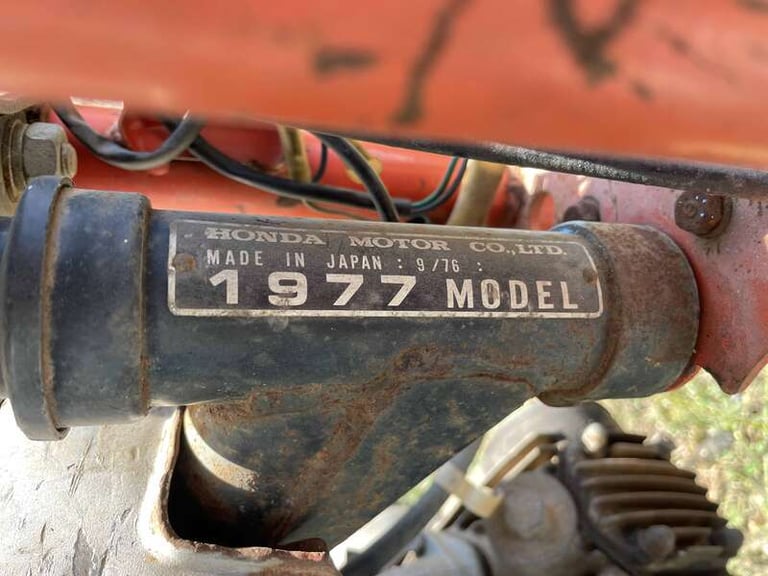 HONDA MOTOR CO., LTD.
MADE IN JAPAN : 9/76 :
1977 MODEL